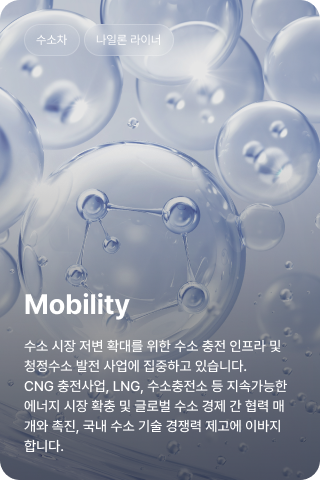 수소차 나일론 라이너
Mobility
수소 시장 저변 확대를 위한 수소 충전 인프라 및
청정수소 발전 사업에 집중하고 있습니다.
CNG 충전사업, LNG, 수소충전소 등 지속가능한
에너지 시장 확충 및 글로벌 수소 경제 간 협력 매
개와 촉진, 국내 수소 기술 경쟁력 제고에 이바지
합니다.